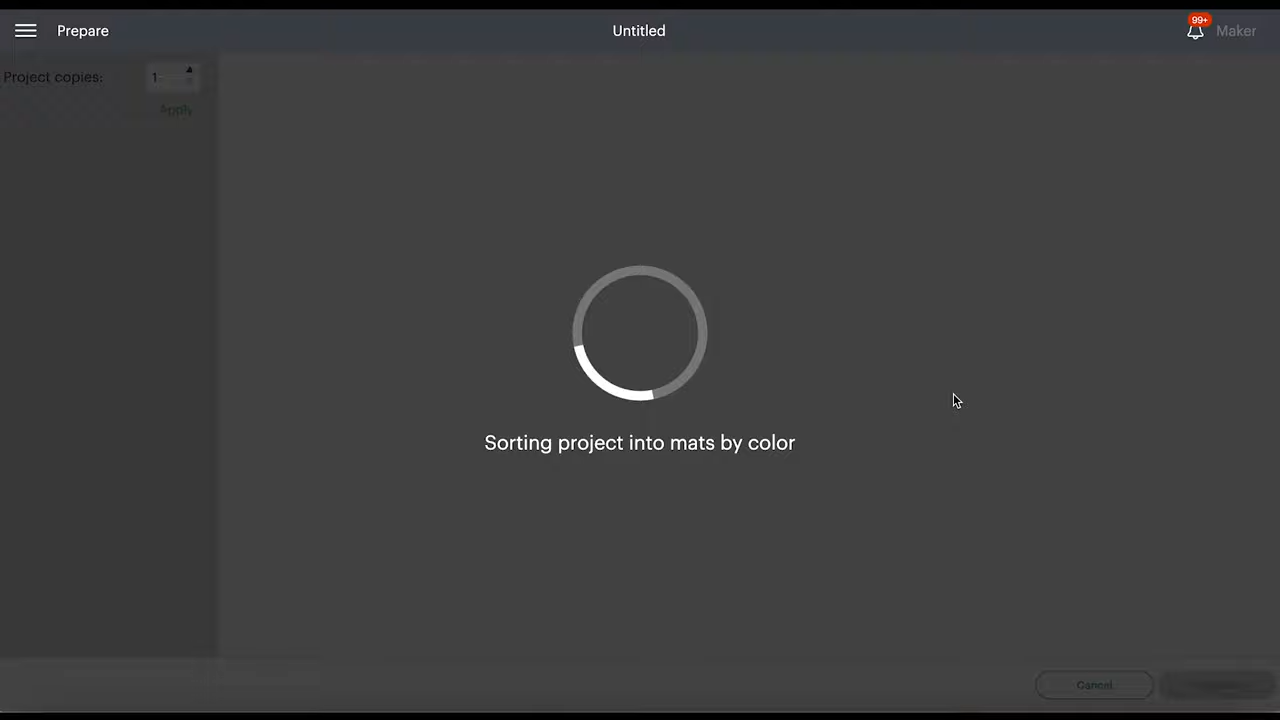 Prepare
Untitled
99+
Maker
Project copies:
1
Apply
Sorting project into mats by color
Cancel